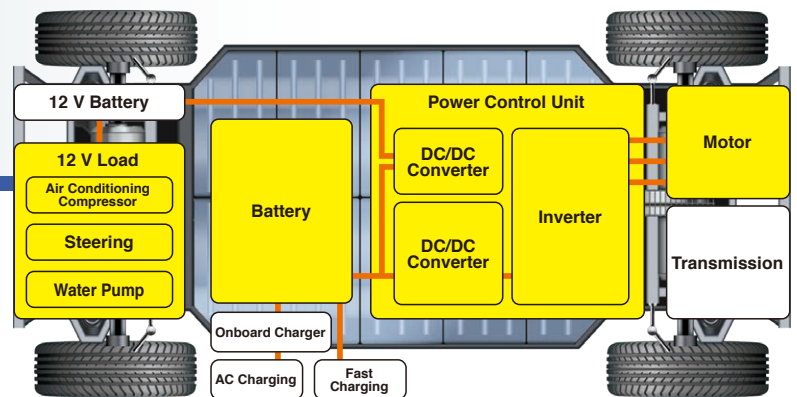 12 V Battery
12 V Load
Air Conditioning
Compressor
Steering
Water Pump
Battery
Onboard Charger
AC Charging
Fast
Charging
Power Control Unit
DC/DC
Converter
DC/DC
Converter
Inverter
Motor
Transmission